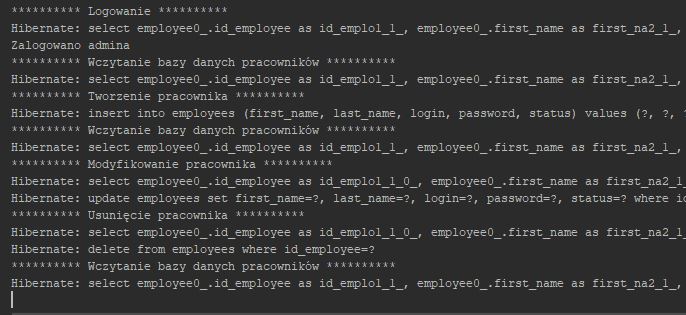 ********** Logowanie **********
Hibernate: select employee0_.id_employee as id_emplo1_1_, employee0_.first_name as first_na2_1_,
Zalogowano admina
********** Wczytanie bazy danych pracowników **********
Hibernate: select employee0_.id_employee as id_emplo1_1_, employee0_.first_name as first_na2_1_,
********** Tworzenie pracownika **********
Hibernate: insert into employees (first_name, last_name, login, password, status) values (?, ?, ?
********** Wczytanie bazy danych pracowników **********
Hibernate: select employee0_.id_employee as id_emplo1_1_, employee0_.first_name as first_na2_1_,
********** Modyfikowanie pracownika **********
Hibernate: select employee0_.id_employee as id_emplo1_1_0_, employee0_.first_name as first_na2_1_
Hibernate: update employees set first_name=?, last_name=?, login=?, password=?, status=? where id
********** Usunięcie pracownika **********
Hibernate: select employee0_.id_employee as id_emplo1_1_0_, employee0_.first_name as first_na2_1_
Hibernate: delete from employees where id_employee=?
********** Wczytanie bazy danych pracowników **********
Hibernate: select employee0_.id_employee as id_emplo1_1_, employee0_.first_name as first_na2_1_,